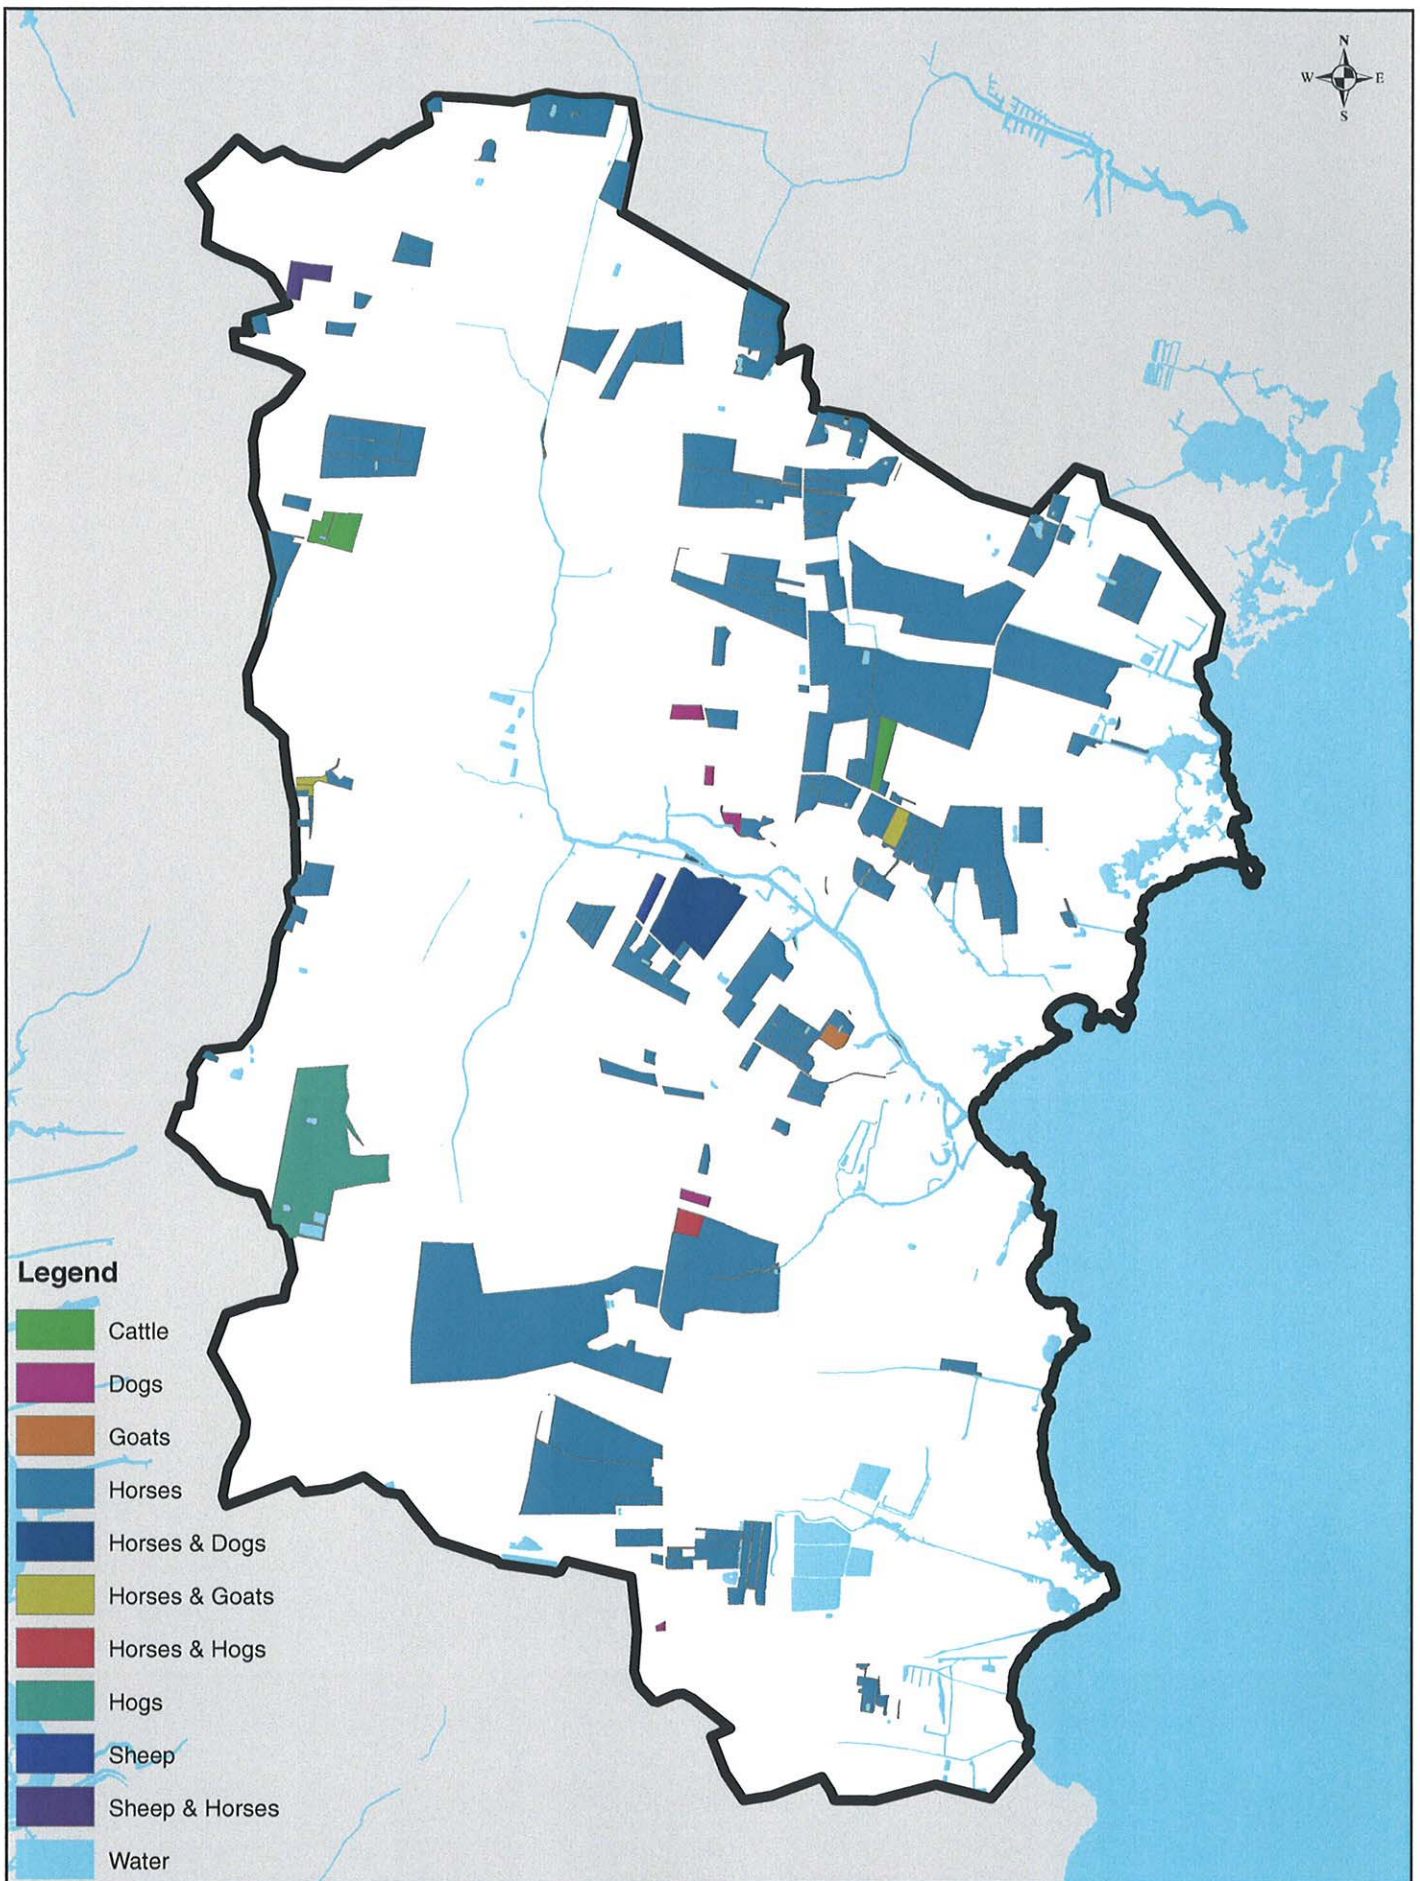 N
W E
S
Legend
Cattle
Dogs
Goats
Horses
Horses & Dogs
Horses & Goats
Horses & Hogs
Hogs
Sheep
Sheep & Horses
Water